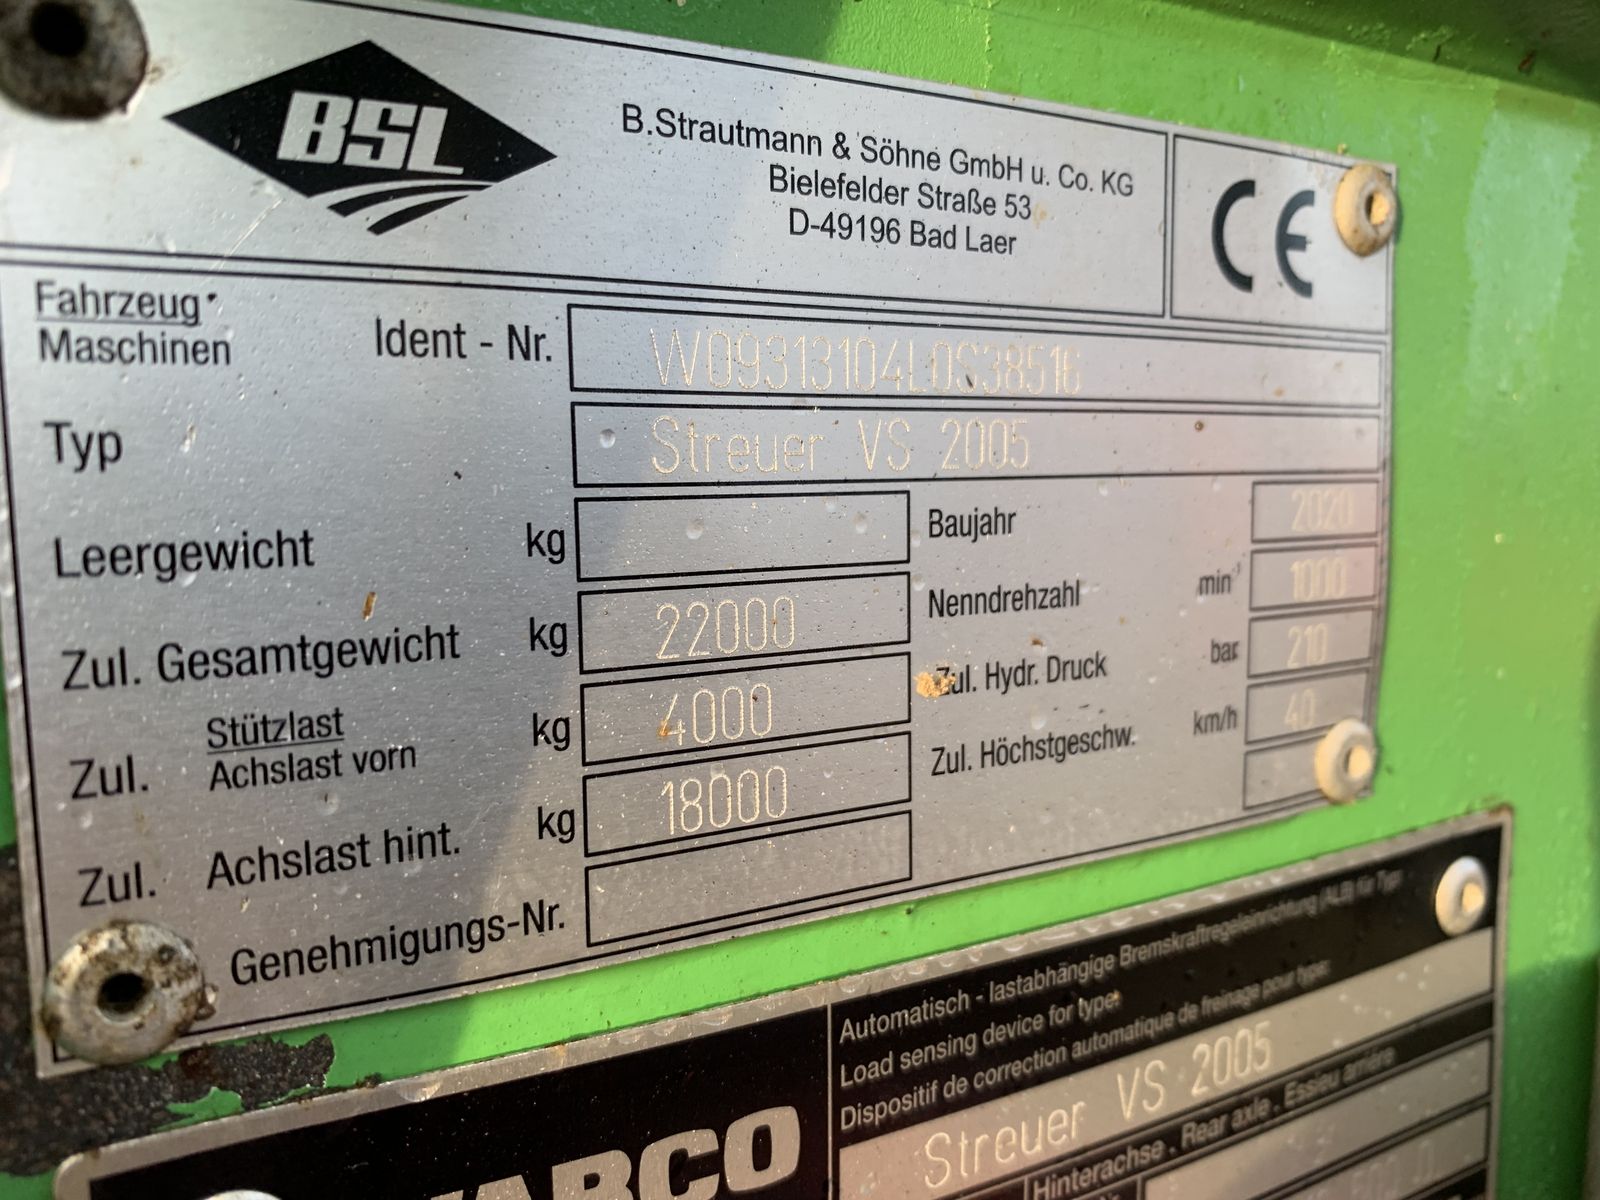 BSL
B.Strautmann & Söhne GmbH u. Co. KG
Bielefelder Straße 53
D-49196 Bad Laer
CE
Fahrzeug
Maschinen
Ident - Nr.
W09313104L0S38516
Typ
Streuer VS 2005
Leergewicht kg
Zul. Gesamtgewicht kg 22000
Zul. Stützlast
Achslast vorn kg 4000
Zul. Achslast hint. kg 18000
Genehmigungs-Nr.
Baujahr 2020
Nenndrehzahl min⁻¹ 1000
Zul. Hydr. Druck bar 210
Zul. Höchstgeschw. km/h 40
Automatisch - lastabhängige Bremskraftregeleinrichtung (ALB) für Typ:
Load sensing device for type:
Dispositif de correction automatique de freinage pour type:
Streuer VS 2005
Hinterachse . Rear axle . Essieu arrière